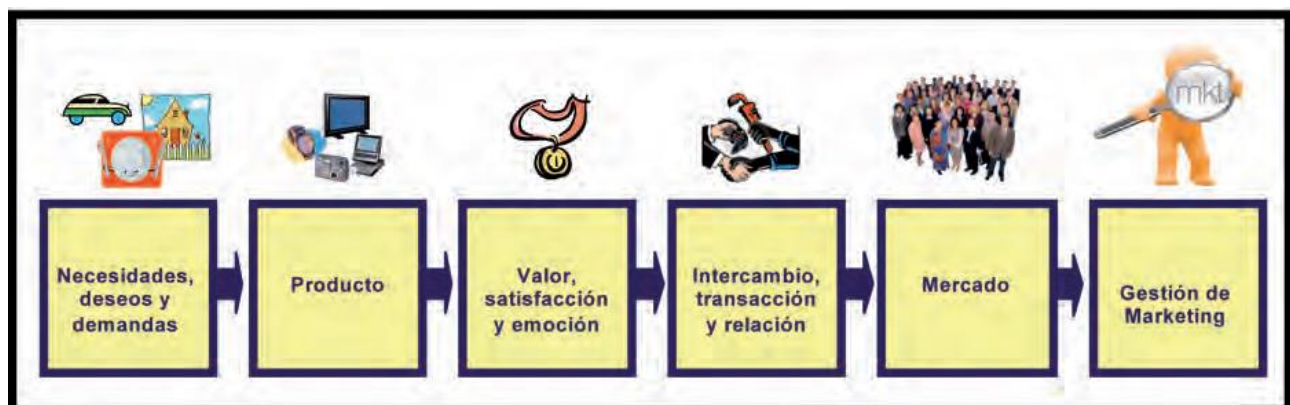 mkt
Necesidades,
deseos y
demandas
Producto
Valor,
satisfacción
y emoción
Intercambio,
transacción
y relación
Mercado
Gestión de
Marketing